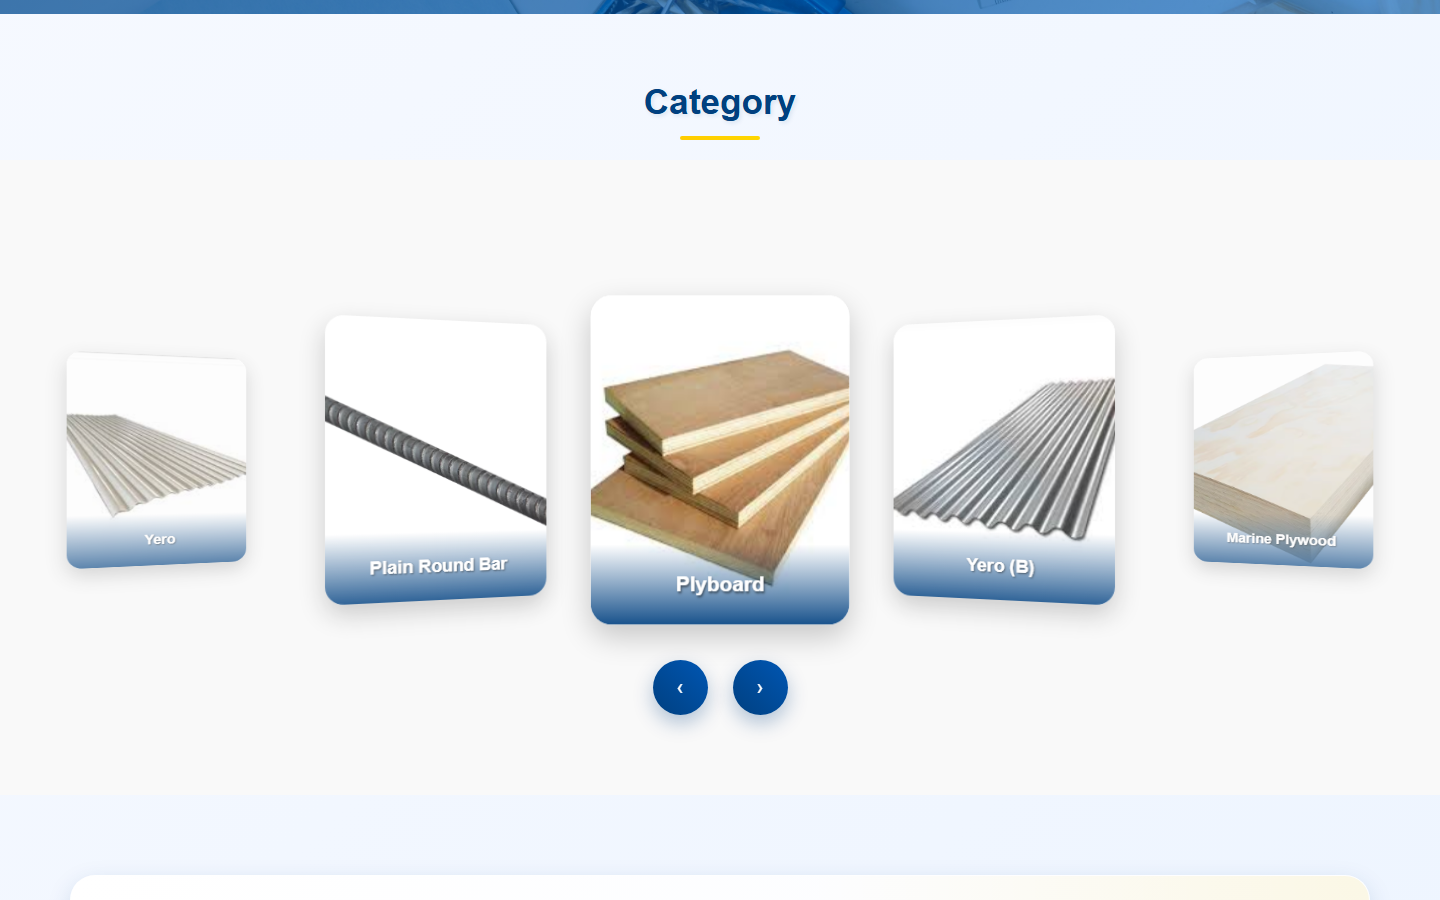 Category
Yero
Plain Round Bar
Plyboard
Yero (B)
Marine Plywood
‹ ›